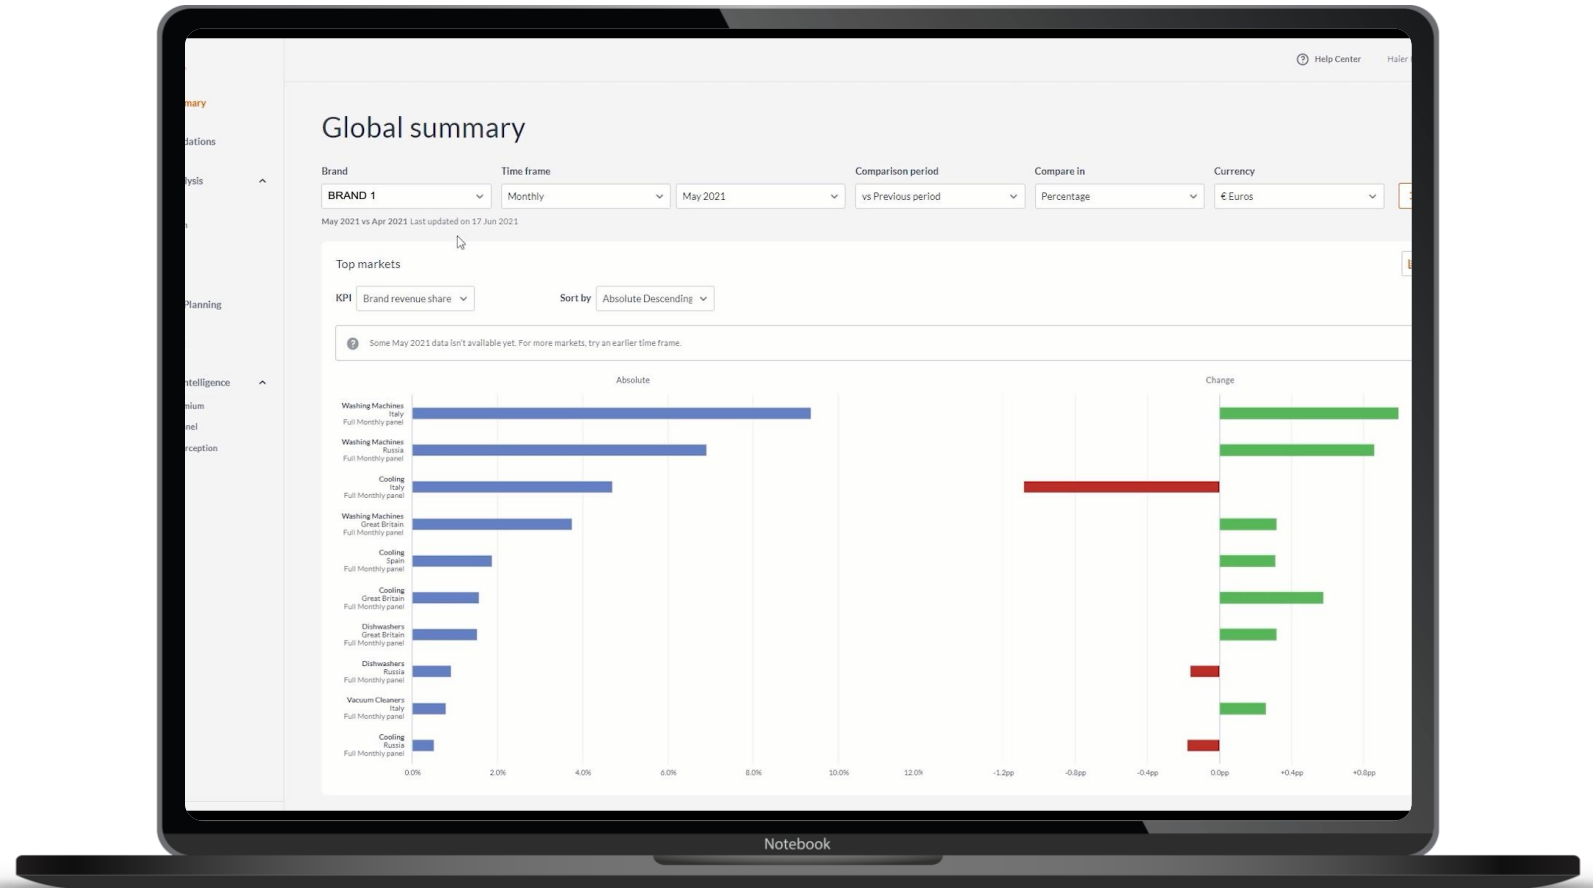 Help Center
Haier
mary
Global summary
dations
Brand
Time frame
Comparison period
Compare in
Currency
lysis
BRAND 1
Monthly
May 2021
vs Previous period
Percentage
€ Euros
May 2021 vs Apr 2021 Last updated on 17 Jun 2021
Top markets
KPI
Brand revenue share
Sort by
Absolute Descending
Planning
Some May 2021 data isn't available yet. For more markets, try an earlier time frame.
ntelligence
mium
nel
rception
Absolute
Change
Washing Machines
Italy
Full Monthly panel
Washing Machines
Russia
Full Monthly panel
Cooling
Italy
Full Monthly panel
Washing Machines
Great Britain
Full Monthly panel
Cooling
Spain
Full Monthly panel
Cooling
Great Britain
Full Monthly panel
Dishwashers
Great Britain
Full Monthly panel
Dishwashers
Russia
Full Monthly panel
Vacuum Cleaners
Italy
Full Monthly panel
Cooling
Russia
Full Monthly panel
0.0% 2.0% 4.0% 6.0% 8.0% 10.0% 12.0%
-1.2pp -0.8pp -0.4pp 0.0pp +0.4pp +0.8pp
Notebook